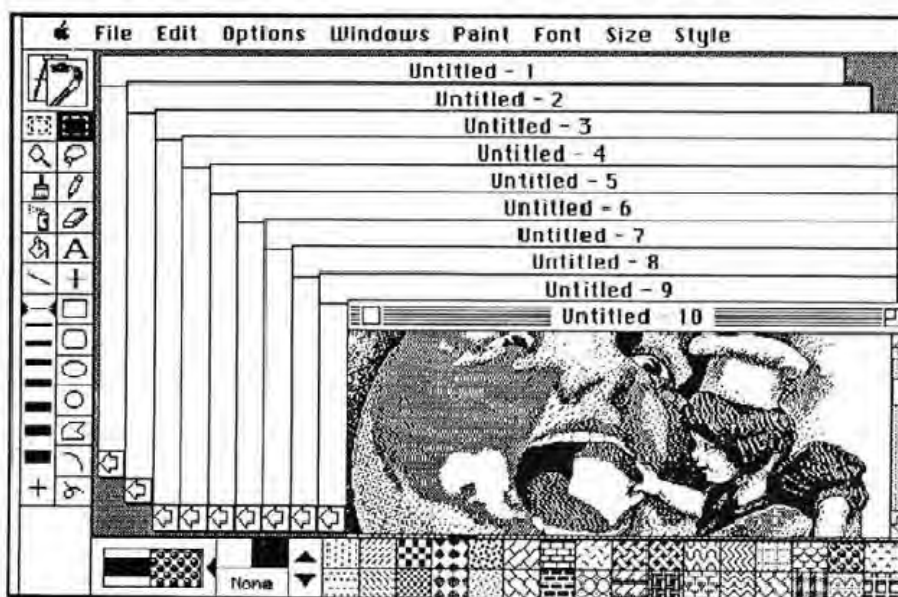 File Edit Options Windows Paint Font Size Style
Untitled - 1
Untitled - 2
Untitled - 3
Untitled - 4
Untitled - 5
Untitled - 6
Untitled - 7
Untitled - 8
Untitled - 9
Untitled - 10
A
None